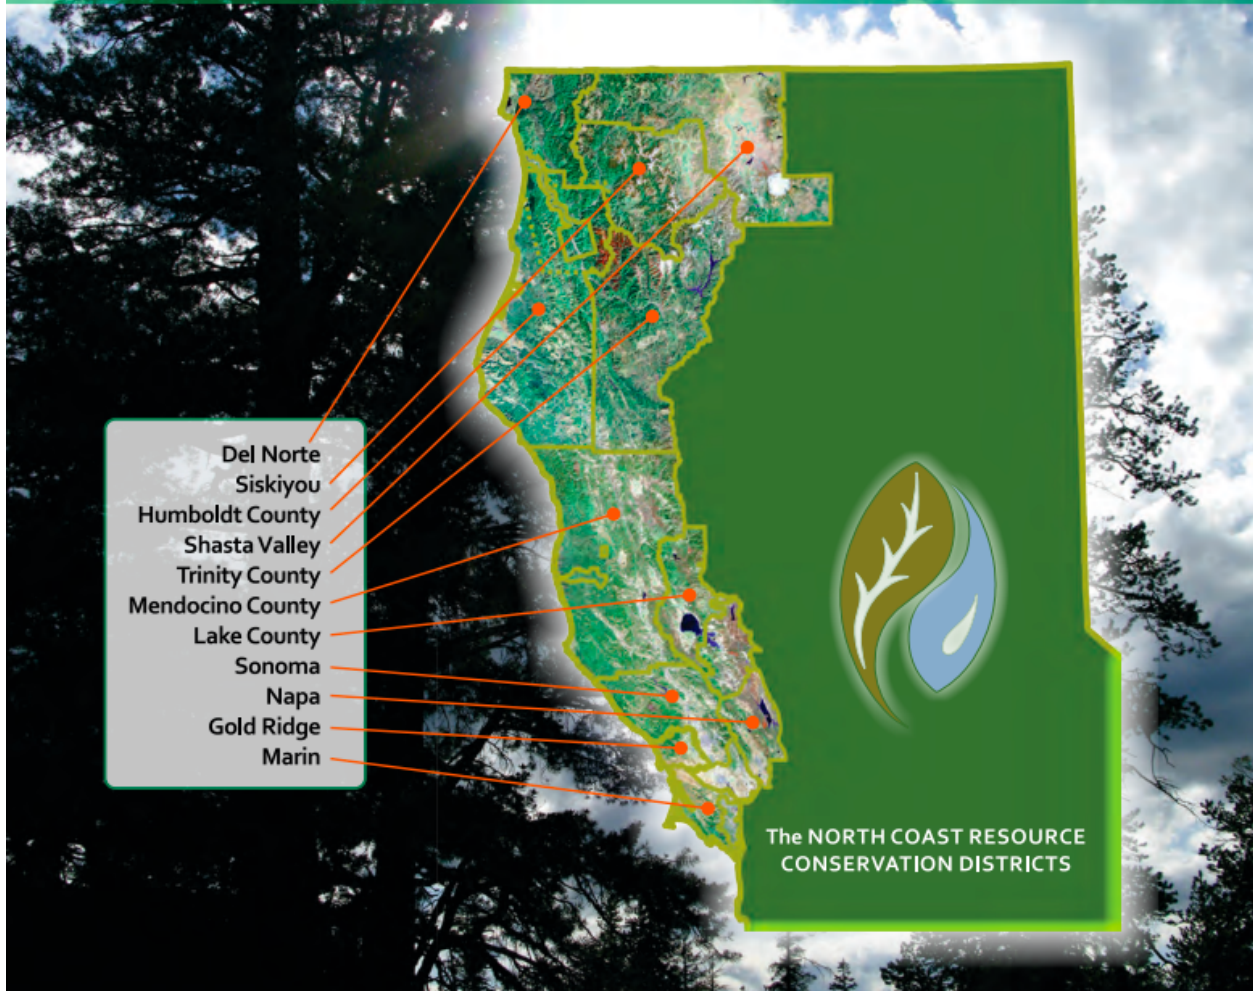 Del Norte
Siskiyou
Humboldt County
Shasta Valley
Trinity County
Mendocino County
Lake County
Sonoma
Napa
Gold Ridge
Marin
The NORTH COAST RESOURCE
CONSERVATION DISTRICTS